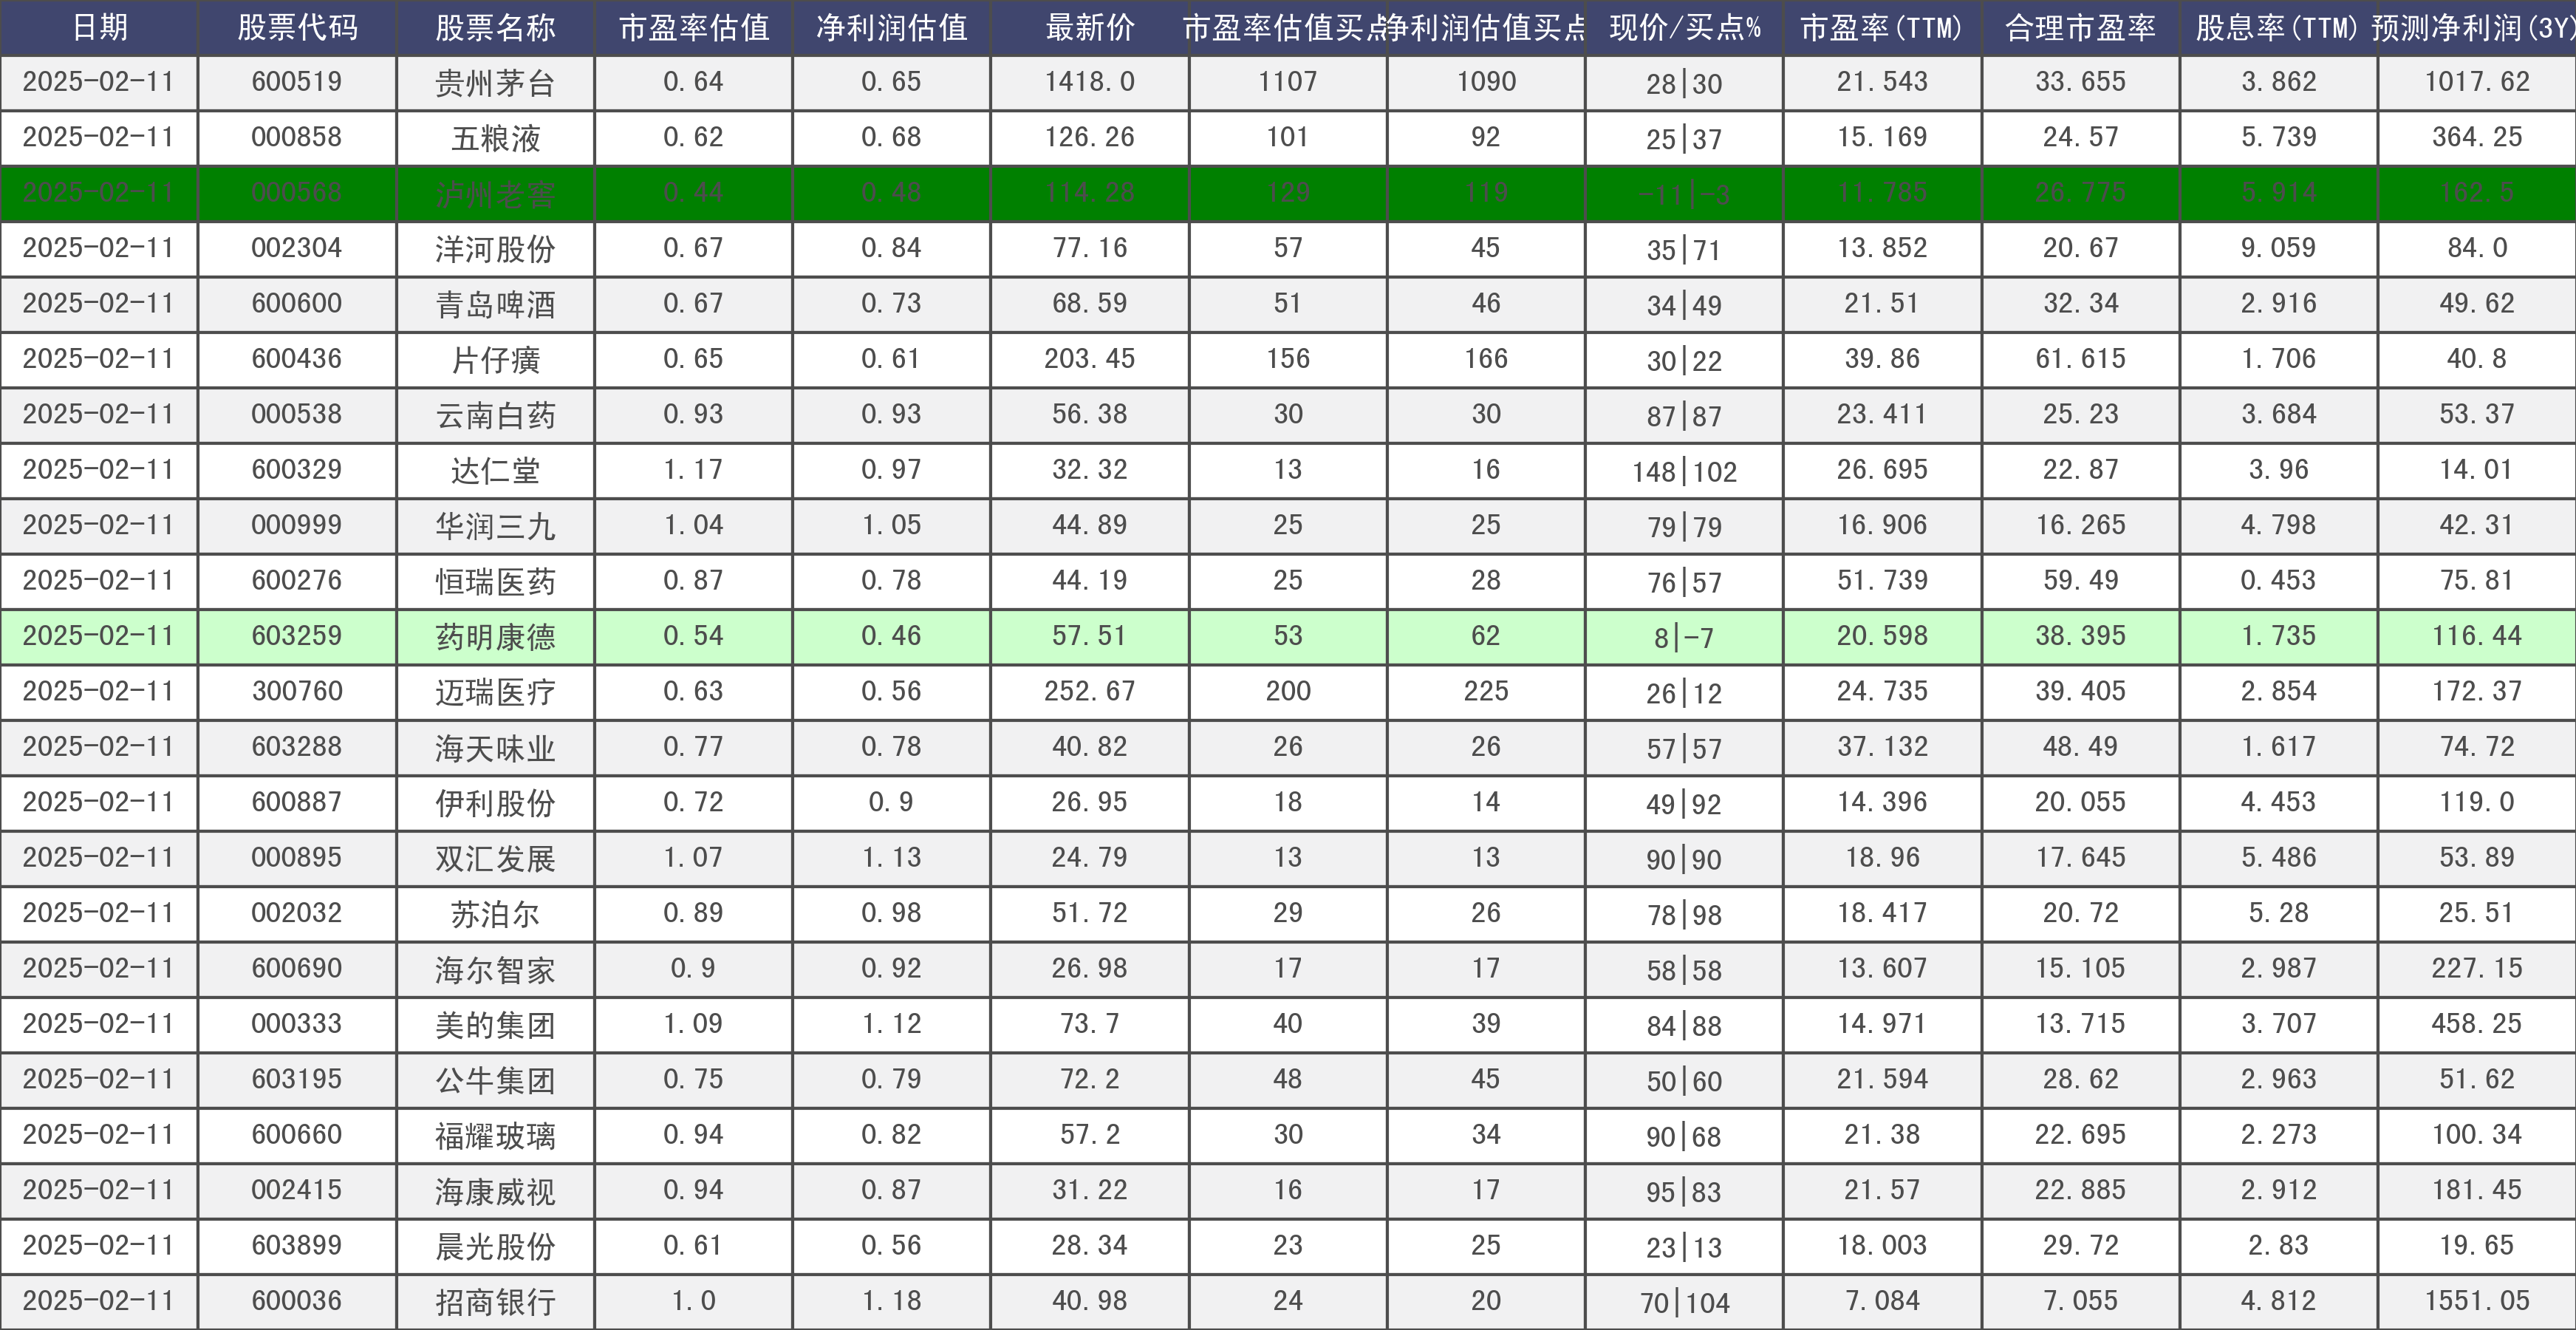 日期 股票代码 股票名称 市盈率估值 净利润估值 最新价 市盈率估值买点 净利润估值买点 现价/买点% 市盈率(TTM) 合理市盈率 股息率(TTM) 预测净利润(3Y)
2025-02-11 600519 贵州茅台 0.64 0.65 1418.0 1107 1090 28|30 21.543 33.655 3.862 1017.62
2025-02-11 000858 五粮液 0.62 0.68 126.26 101 92 25|37 15.169 24.57 5.739 364.25
2025-02-11 000568 泸州老窖 0.44 0.48 114.28 129 119 -11|-3 11.785 26.775 5.914 162.5
2025-02-11 002304 洋河股份 0.67 0.84 77.16 57 45 35|71 13.852 20.67 9.059 84.0
2025-02-11 600600 青岛啤酒 0.67 0.73 68.59 51 46 34|49 21.51 32.34 2.916 49.62
2025-02-11 600436 片仔癀 0.65 0.61 203.45 156 166 30|22 39.86 61.615 1.706 40.8
2025-02-11 000538 云南白药 0.93 0.93 56.38 30 30 87|87 23.411 25.23 3.684 53.37
2025-02-11 600329 达仁堂 1.17 0.97 32.32 13 16 148|102 26.695 22.87 3.96 14.01
2025-02-11 000999 华润三九 1.04 1.05 44.89 25 25 79|79 16.906 16.265 4.798 42.31
2025-02-11 600276 恒瑞医药 0.87 0.78 44.19 25 28 76|57 51.739 59.49 0.453 75.81
2025-02-11 603259 药明康德 0.54 0.46 57.51 53 62 8|-7 20.598 38.395 1.735 116.44
2025-02-11 300760 迈瑞医疗 0.63 0.56 252.67 200 225 26|12 24.735 39.405 2.854 172.37
2025-02-11 603288 海天味业 0.77 0.78 40.82 26 26 57|57 37.132 48.49 1.617 74.72
2025-02-11 600887 伊利股份 0.72 0.9 26.95 18 14 49|92 14.396 20.055 4.453 119.0
2025-02-11 000895 双汇发展 1.07 1.13 24.79 13 13 90|90 18.96 17.645 5.486 53.89
2025-02-11 002032 苏泊尔 0.89 0.98 51.72 29 26 78|98 18.417 20.72 5.28 25.51
2025-02-11 600690 海尔智家 0.9 0.92 26.98 17 17 58|58 13.607 15.105 2.987 227.15
2025-02-11 000333 美的集团 1.09 1.12 73.7 40 39 84|88 14.971 13.715 3.707 458.25
2025-02-11 603195 公牛集团 0.75 0.79 72.2 48 45 50|60 21.594 28.62 2.963 51.62
2025-02-11 600660 福耀玻璃 0.94 0.82 57.2 30 34 90|68 21.38 22.695 2.273 100.34
2025-02-11 002415 海康威视 0.94 0.87 31.22 16 17 95|83 21.57 22.885 2.912 181.45
2025-02-11 603899 晨光股份 0.61 0.56 28.34 23 25 23|13 18.003 29.72 2.83 19.65
2025-02-11 600036 招商银行 1.0 1.18 40.98 24 20 70|104 7.084 7.055 4.812 1551.05